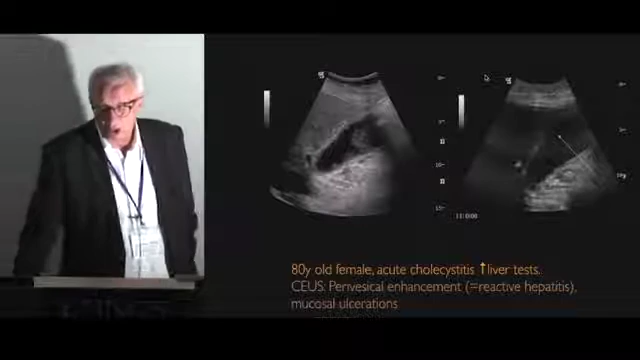 80y old female, acute cholecystitis ↑liver tests.
CEUS: Perivesical enhancement (=reactive hepatitis),
mucosal ulcerations